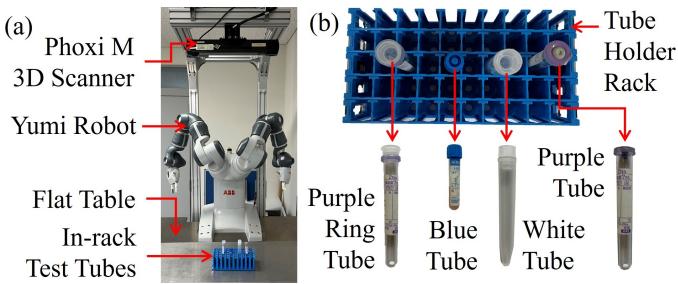 (a)
Phoxi M
3D Scanner
Yumi Robot
Flat Table
In-rack
Test Tubes
ABB
(b)
Tube
Holder
Rack
Purple
Ring
Tube
Blue
Tube
White
Tube
Purple
Tube